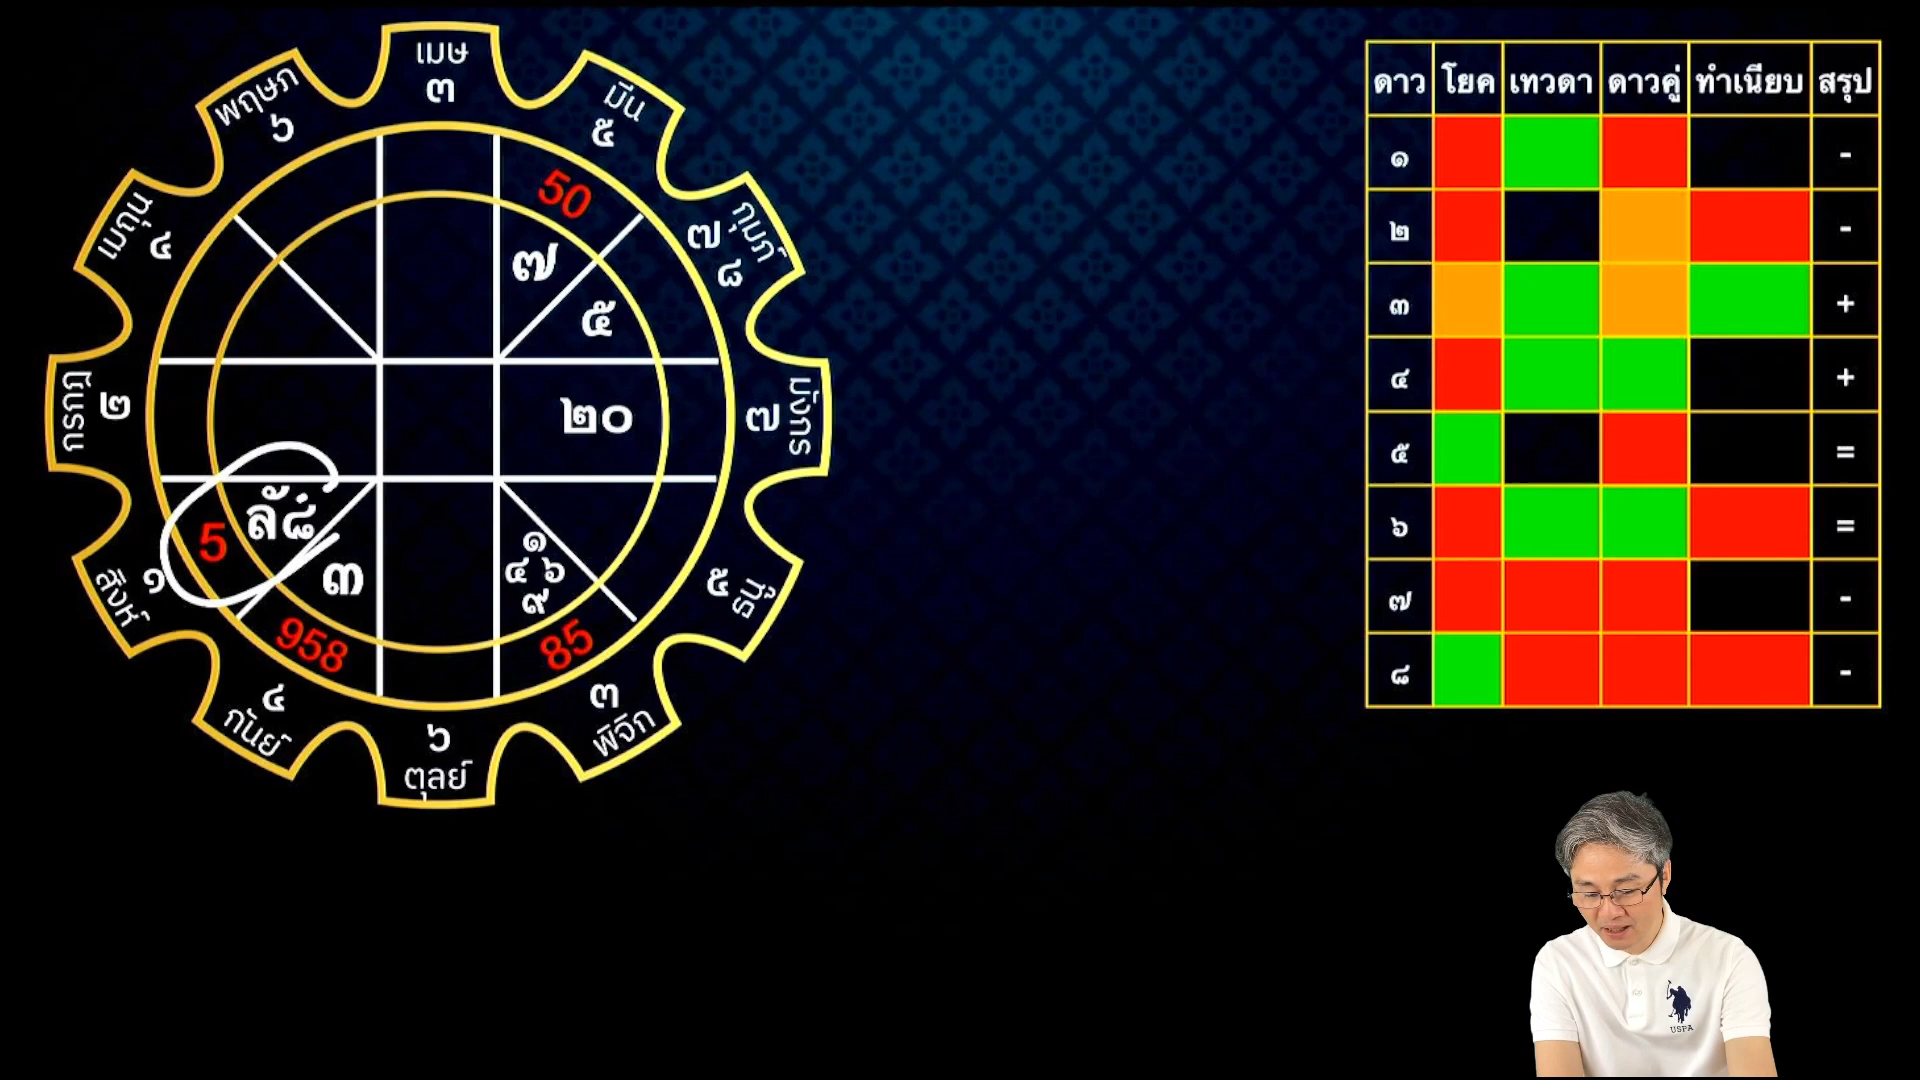 เมษ
๓
มีน
๕
กุมภ์
๗
๘
มังกร
๗
ธนู
๕
พิจิก
๓
ตุลย์
๖
กันย์
๔
สิงห์
๑
กรกฎ
๒
เมถุน
๔
พฤษภ
๖
50
๗
๕
๒๐
๑
๔ ๖
๙
85
๓
958
ลั๘
5
ดาว โยค เทวดา ดาวคู่ ทำเนียบ สรุป
๑ -
๒ -
๓ +
๔ +
๕ =
๖ =
๗ -
๘ -
USPA